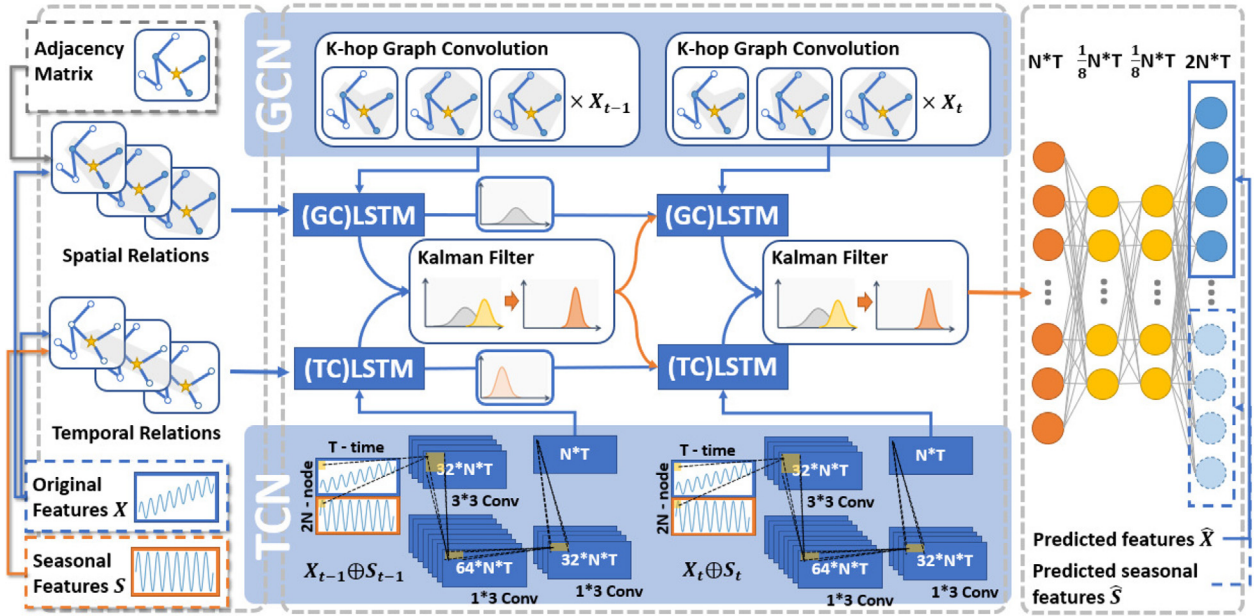 Adjacency
Matrix
Spatial Relations
Temporal Relations
Original
Features X
Seasonal
Features S
GCN
K-hop Graph Convolution
× X_{t−1}
K-hop Graph Convolution
× X_t
(GC)LSTM
(GC)LSTM
Kalman Filter
Kalman Filter
(TC)LSTM
(TC)LSTM
TCN
T - time
2N - node
32*N*T
3*3 Conv
N*T
64*N*T
1*3 Conv
32*N*T
1*3 Conv
X_{t−1}⊕S_{t−1}
T - time
2N - node
32*N*T
3*3 Conv
N*T
64*N*T
1*3 Conv
32*N*T
1*3 Conv
X_t⊕S_t
N*T 1/8 N*T 1/8 N*T 2N*T
Predicted features X̂
Predicted seasonal
features Ŝ